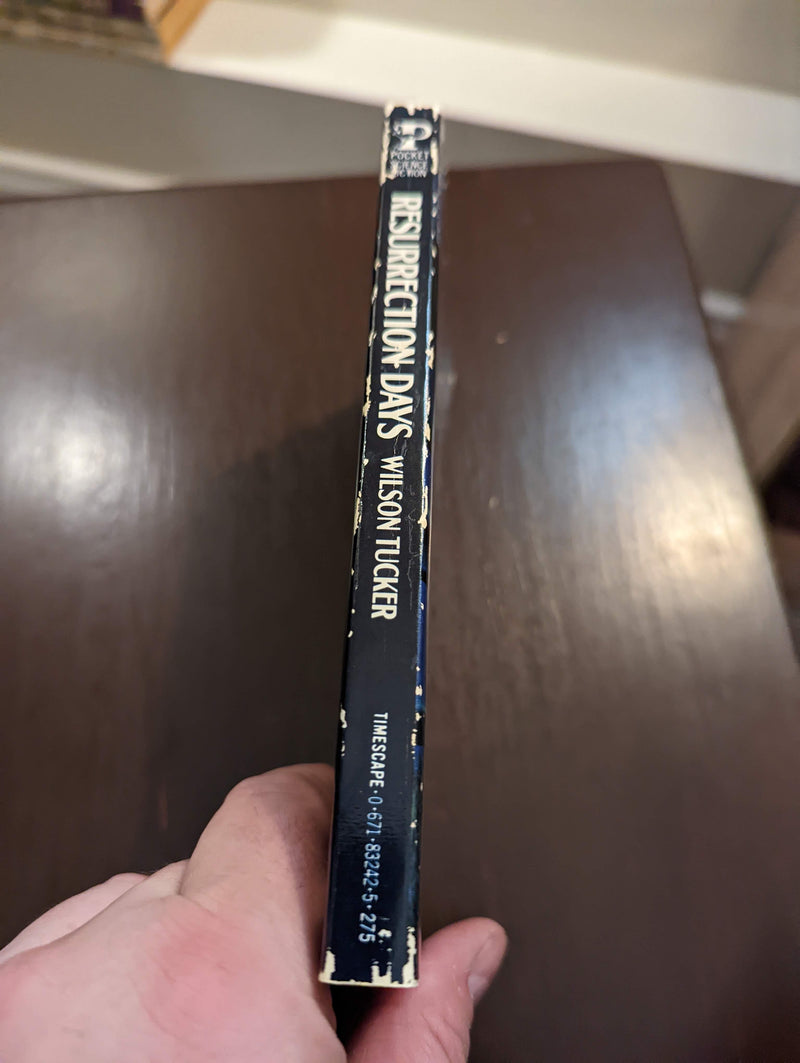 P
POCKET
SCIENCE
FICTION
RESURRECTION DAYS WILSON TUCKER
TIMESCAPE·0·671·83242·5·275